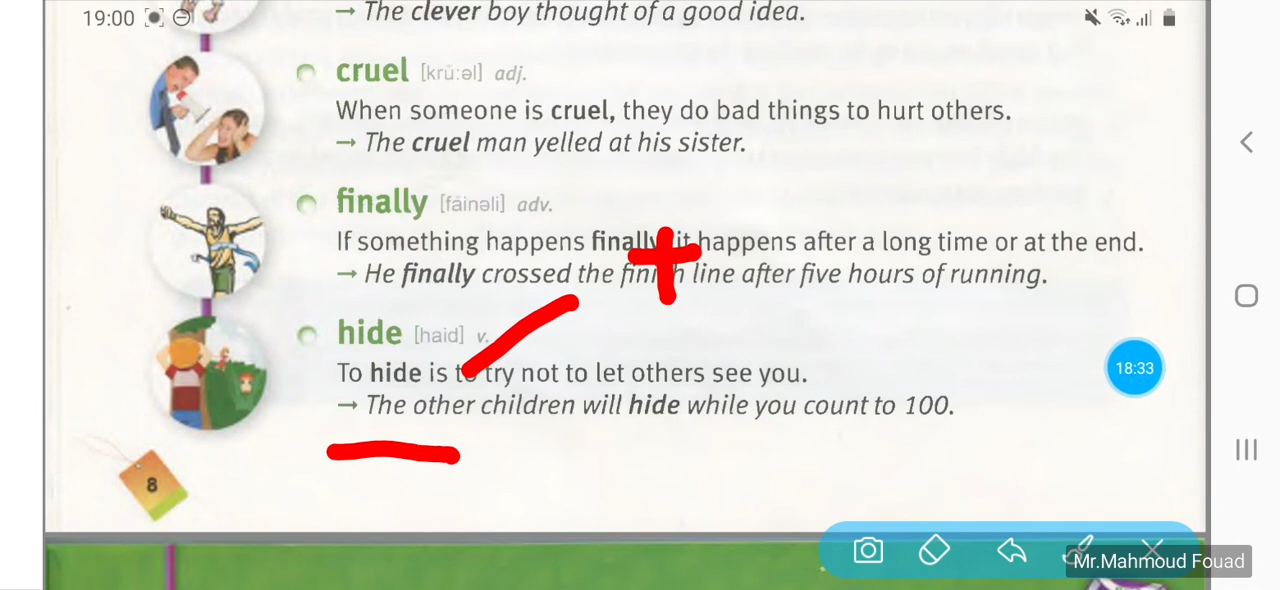 19:00
→ The clever boy thought of a good idea.
cruel [krü:əl] adj.
When someone is cruel, they do bad things to hurt others.
→ The cruel man yelled at his sister.
finally [fáinəli] adv.
If something happens finally, it happens after a long time or at the end.
→ He finally crossed the finish line after five hours of running.
hide [haid] v.
To hide is to try not to let others see you.
→ The other children will hide while you count to 100.
18:33
8
Mr.Mahmoud Fouad